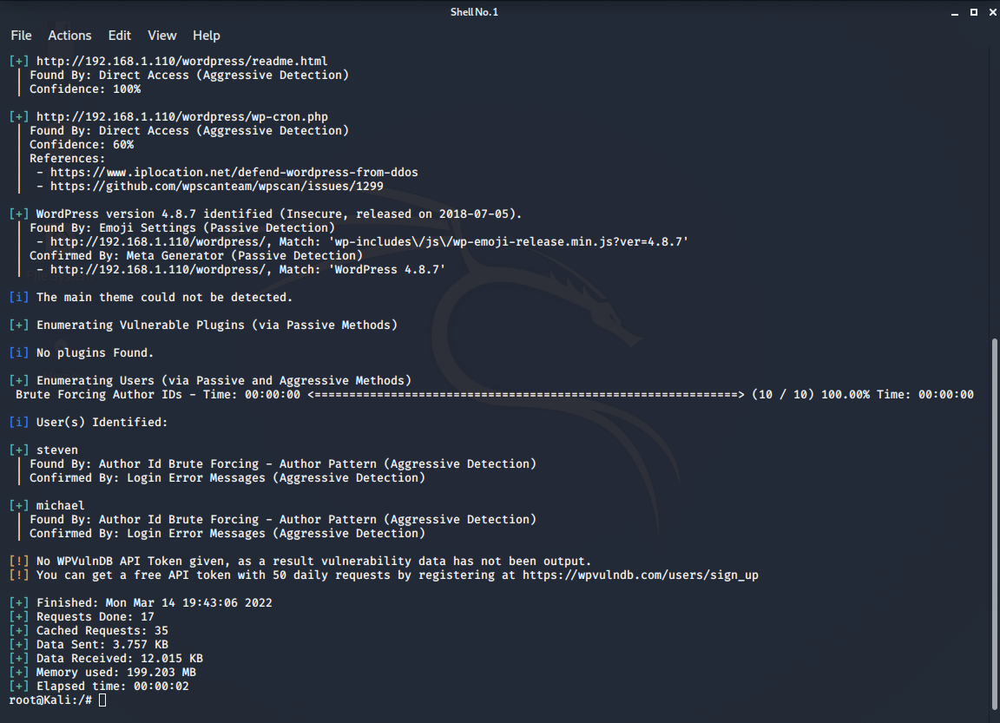 Shell No.1
File Actions Edit View Help
[+] http://192.168.1.110/wordpress/readme.html
| Found By: Direct Access (Aggressive Detection)
| Confidence: 100%
[+] http://192.168.1.110/wordpress/wp-cron.php
| Found By: Direct Access (Aggressive Detection)
| Confidence: 60%
| References:
|  - https://www.iplocation.net/defend-wordpress-from-ddos
|  - https://github.com/wpscanteam/wpscan/issues/1299
[+] WordPress version 4.8.7 identified (Insecure, released on 2018-07-05).
| Found By: Emoji Settings (Passive Detection)
|  - http://192.168.1.110/wordpress/, Match: 'wp-includes\/js\/wp-emoji-release.min.js?ver=4.8.7'
| Confirmed By: Meta Generator (Passive Detection)
|  - http://192.168.1.110/wordpress/, Match: 'WordPress 4.8.7'
[i] The main theme could not be detected.
[+] Enumerating Vulnerable Plugins (via Passive Methods)
[i] No plugins Found.
[+] Enumerating Users (via Passive and Aggressive Methods)
Brute Forcing Author IDs - Time: 00:00:00 <=============================================================> (10 / 10) 100.00% Time: 00:00:00
[i] User(s) Identified:
[+] steven
| Found By: Author Id Brute Forcing - Author Pattern (Aggressive Detection)
| Confirmed By: Login Error Messages (Aggressive Detection)
[+] michael
| Found By: Author Id Brute Forcing - Author Pattern (Aggressive Detection)
| Confirmed By: Login Error Messages (Aggressive Detection)
[!] No WPVulnDB API Token given, as a result vulnerability data has not been output.
[!] You can get a free API token with 50 daily requests by registering at https://wpvulndb.com/users/sign_up
[+] Finished: Mon Mar 14 19:43:06 2022
[+] Requests Done: 17
[+] Cached Requests: 35
[+] Data Sent: 3.757 KB
[+] Data Received: 12.015 KB
[+] Memory used: 199.203 MB
[+] Elapsed time: 00:00:02
root@Kali:/#